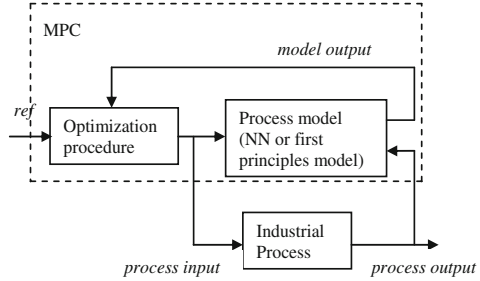 MPC
model output
ref
Optimization
procedure
Process model
(NN or first
principles model)
Industrial
Process
process input
process output